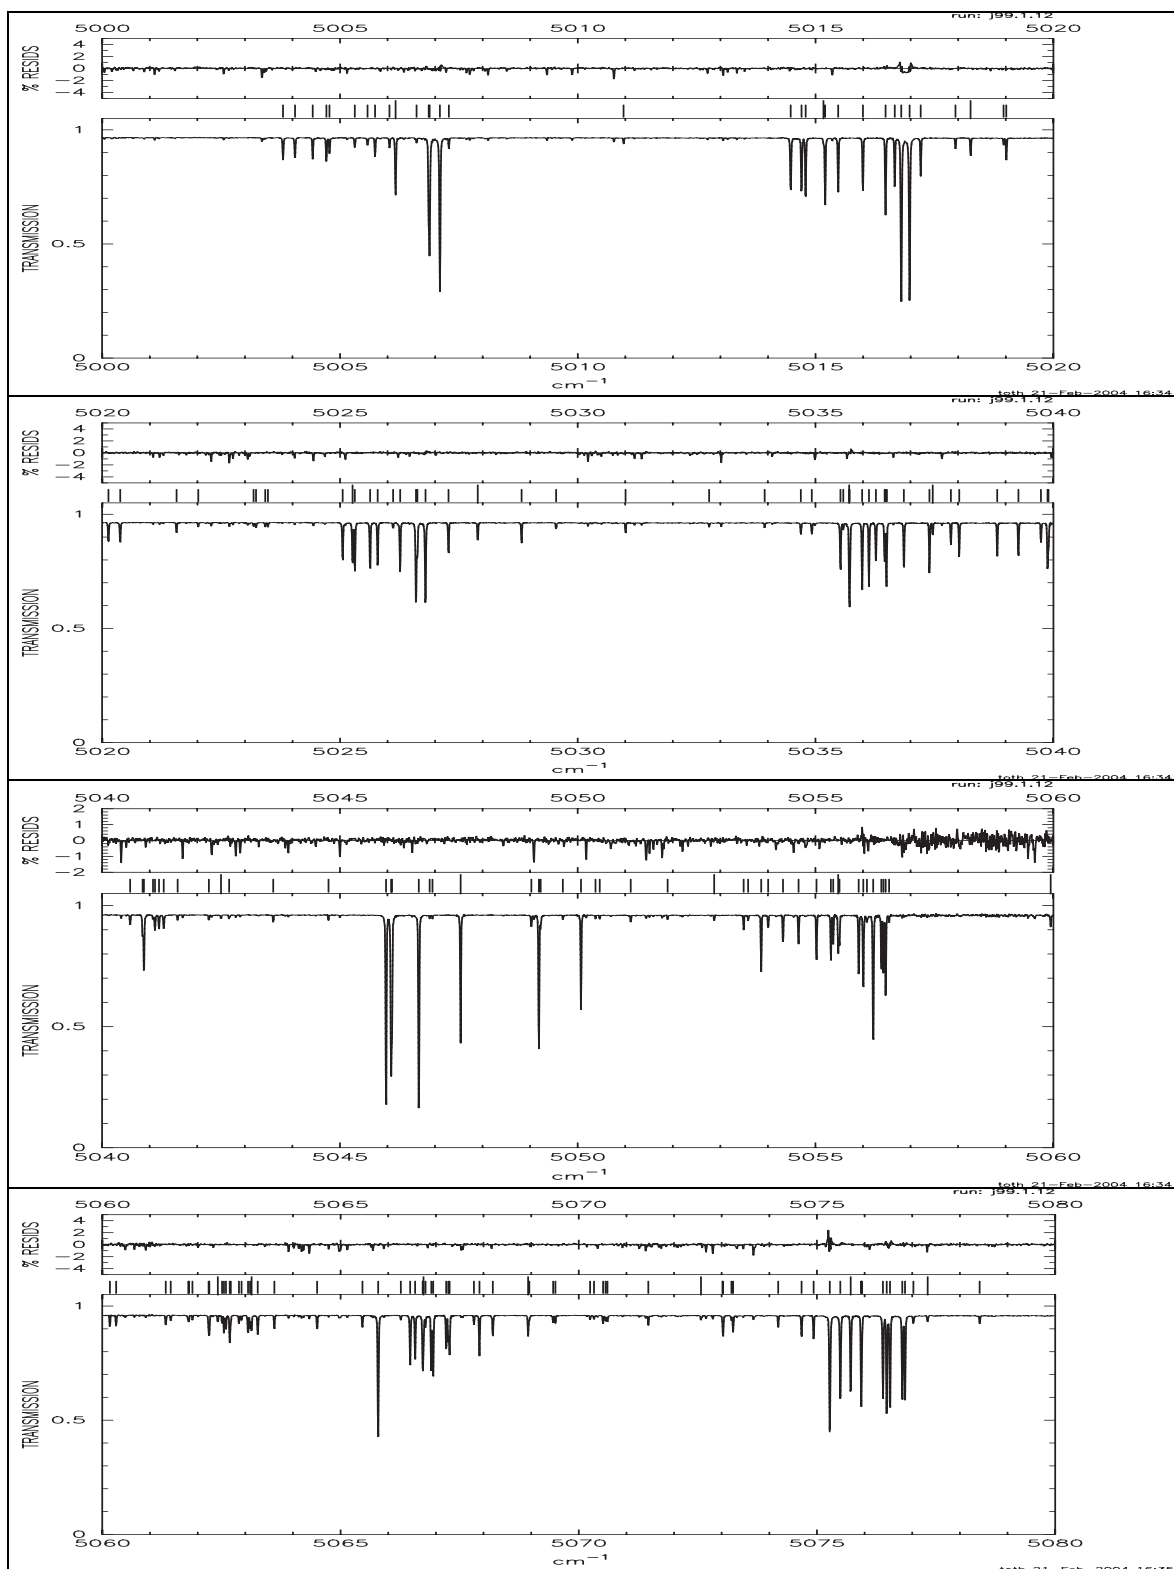 run: j99.1.12
5000 5005 5010 5015 5020
% RESIDS
4
2
0
−2
−4
TRANSMISSION
1
0.5
0
5000 5005 5010 5015 5020
cm−1
toth 21−Feb−2004 16:34
run: j99.1.12
5020 5025 5030 5035 5040
% RESIDS
4
2
0
−2
−4
TRANSMISSION
1
0.5
0
5020 5025 5030 5035 5040
cm−1
toth 21−Feb−2004 16:34
run: j99.1.12
5040 5045 5050 5055 5060
% RESIDS
2
1
0
−1
−2
TRANSMISSION
1
0.5
0
5040 5045 5050 5055 5060
cm−1
toth 21−Feb−2004 16:34
run: j99.1.12
5060 5065 5070 5075 5080
% RESIDS
4
2
0
−2
−4
TRANSMISSION
1
0.5
0
5060 5065 5070 5075 5080
cm−1
toth 21−Feb−2004 16:35